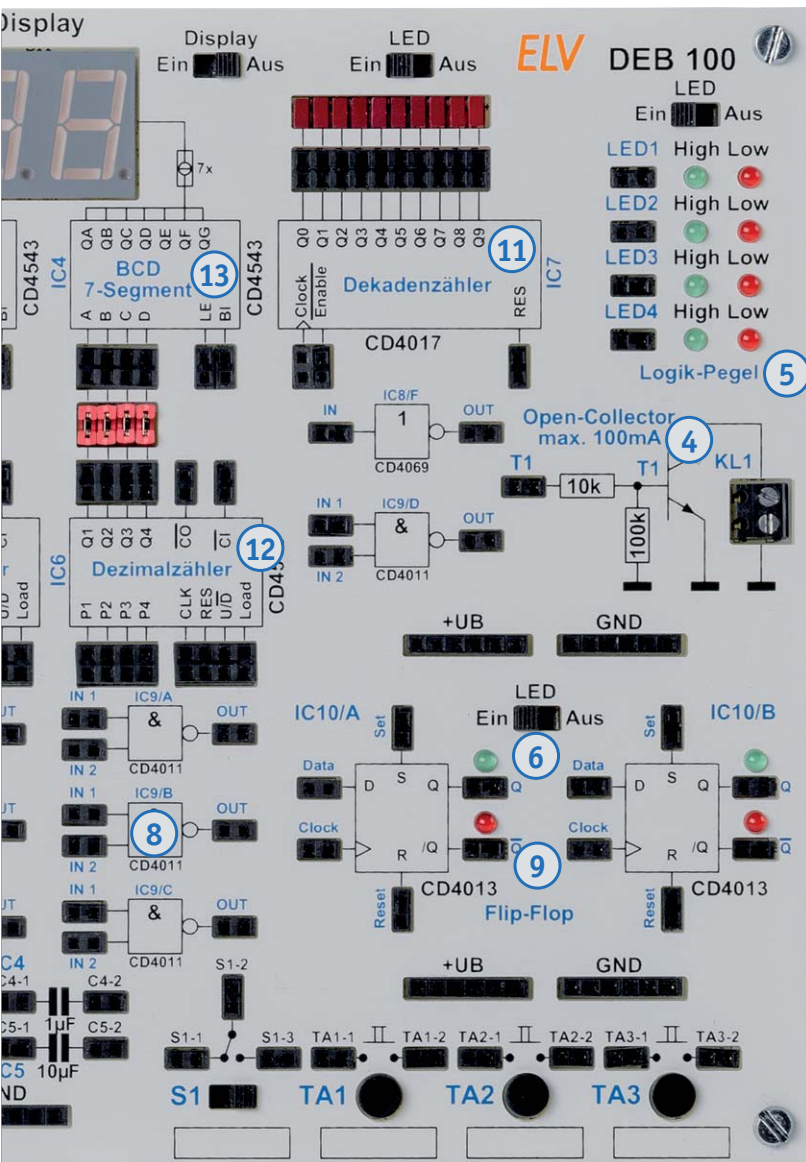 Display
Display
Ein Aus
LED
Ein Aus
ELV DEB 100
LED
Ein Aus
LED1 High Low
LED2 High Low
LED3 High Low
LED4 High Low
Logik-Pegel 5
7x
QA QB QC QD QE QF QG
IC4
BCD
7-Segment
13
CD4543
A B C D LE BI
BI
CD4543
Q0 Q1 Q2 Q3 Q4 Q5 Q6 Q7 Q8 Q9
11
Dekadenzähler
IC7
Clock Enable RES
CD4017
IC8/F
IN 1 OUT
CD4069
IN 1 IC9/D OUT
&
IN 2 CD4011
Open-Collector
max. 100mA 4
T1 10k T1 KL1
100k
Q1 Q2 Q3 Q4 CO CI
IC6
Dezimalzähler
12
P1 P2 P3 P4 CLK RES U/D Load
CI
U/D Load
+UB GND
IN 1 IC9/A OUT
&
IN 2 CD4011
IN 1 IC9/B OUT
8
IN 2 CD4011
IN 1 IC9/C OUT
&
IN 2 CD4011
LED
Ein Aus
6
IC10/A Set
Data D S Q Q
Clock R /Q Q
9
Reset
CD4013
Flip-Flop
IC10/B Set
Data D S Q Q
Clock R /Q Q
Reset
CD4013
+UB GND
C4
C4-1 C4-2
1µF
C5-1 C5-2
C5 10µF
S1-2
S1-1 S1-3
S1
TA1-1 TA1-2
TA1
TA2-1 TA2-2
TA2
TA3-1 TA3-2
TA3